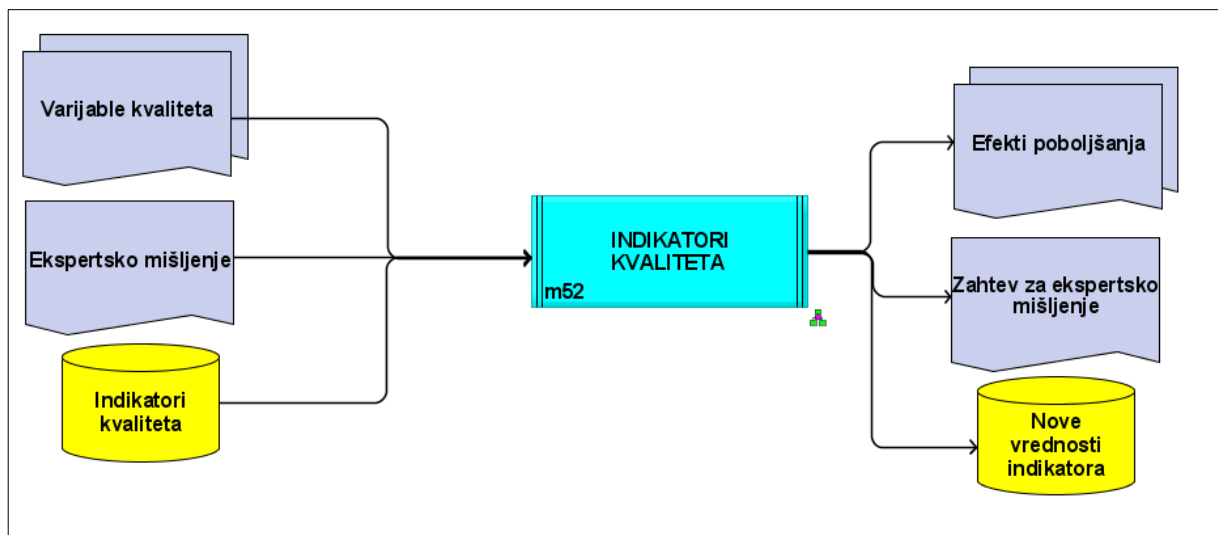 Varijable kvaliteta
Ekspertsko mišljenje
Indikatori
kvaliteta
INDIKATORI
KVALITETA
m52
Efekti poboljšanja
Zahtev za ekspertsko
mišljenje
Nove
vrednosti
indikatora